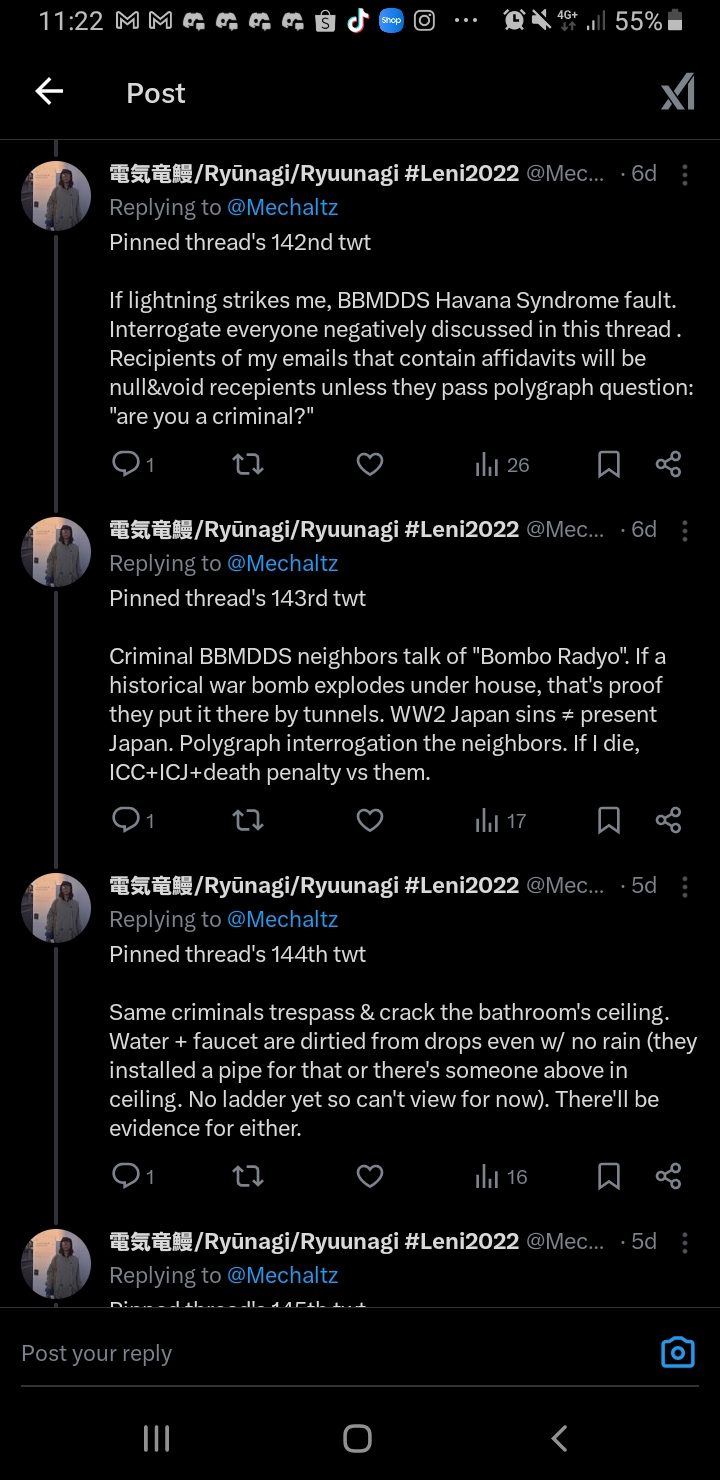 11:22
Shop
4G+
55%
Post
電気竜鰻/Ryūnagi/Ryuunagi #Leni2022 @Mec... · 6d
Replying to @Mechaltz
Pinned thread's 142nd twt
If lightning strikes me, BBMDDS Havana Syndrome fault.
Interrogate everyone negatively discussed in this thread .
Recipients of my emails that contain affidavits will be
null&void recepients unless they pass polygraph question:
"are you a criminal?"
1
26
電気竜鰻/Ryūnagi/Ryuunagi #Leni2022 @Mec... · 6d
Replying to @Mechaltz
Pinned thread's 143rd twt
Criminal BBMDDS neighbors talk of "Bombo Radyo". If a
historical war bomb explodes under house, that's proof
they put it there by tunnels. WW2 Japan sins ≠ present
Japan. Polygraph interrogation the neighbors. If I die,
ICC+ICJ+death penalty vs them.
1
17
電気竜鰻/Ryūnagi/Ryuunagi #Leni2022 @Mec... · 5d
Replying to @Mechaltz
Pinned thread's 144th twt
Same criminals trespass & crack the bathroom's ceiling.
Water + faucet are dirtied from drops even w/ no rain (they
installed a pipe for that or there's someone above in
ceiling. No ladder yet so can't view for now). There'll be
evidence for either.
1
16
電気竜鰻/Ryūnagi/Ryuunagi #Leni2022 @Mec... · 5d
Replying to @Mechaltz
Pinned thread's 145th twt
Post your reply